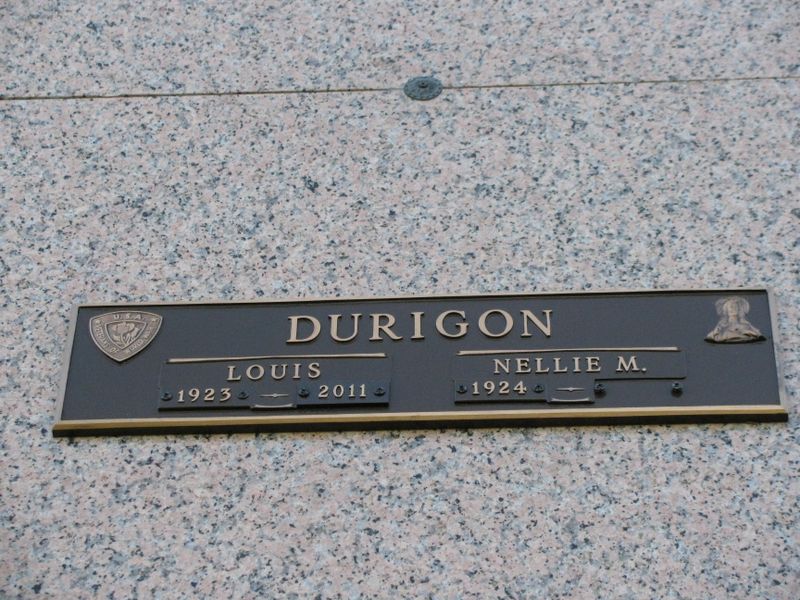 DURIGON
U.S.A.
LOUIS
1923 2011
NELLIE M.
1924